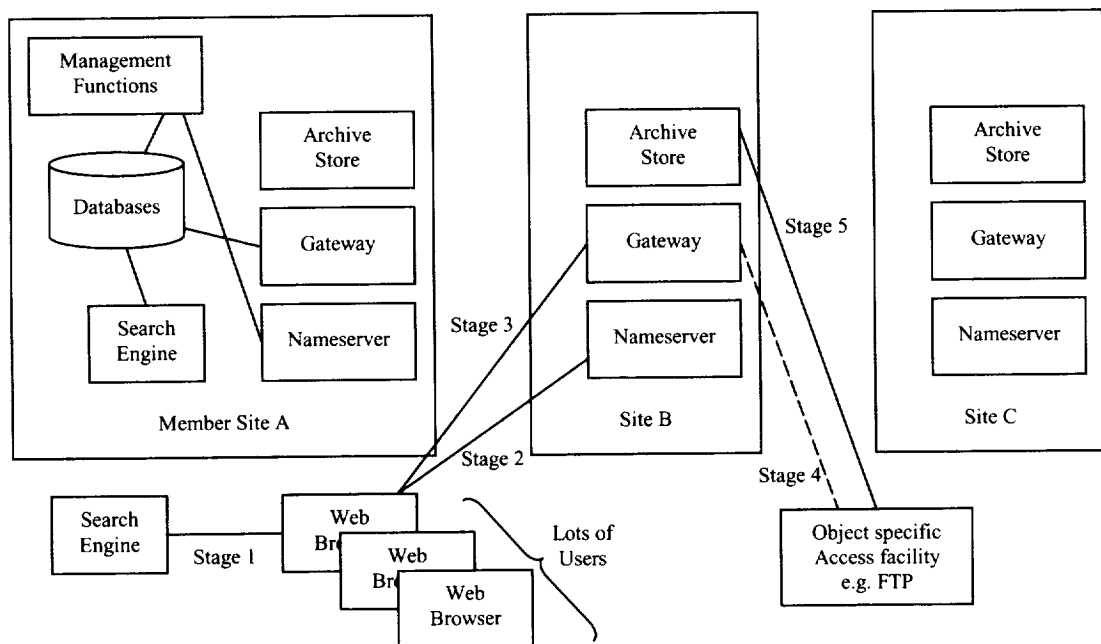 Management
Functions
Archive
Store
Databases
Gateway
Search
Engine
Nameserver
Member Site A
Archive
Store
Gateway
Nameserver
Site B
Archive
Store
Gateway
Nameserver
Site C
Stage 3
Stage 2
Stage 5
Stage 4
Search
Engine
Stage 1
Web
Bro
Web
Bro
Web
Browser
Lots of
Users
Object specific
Access facility
e.g. FTP